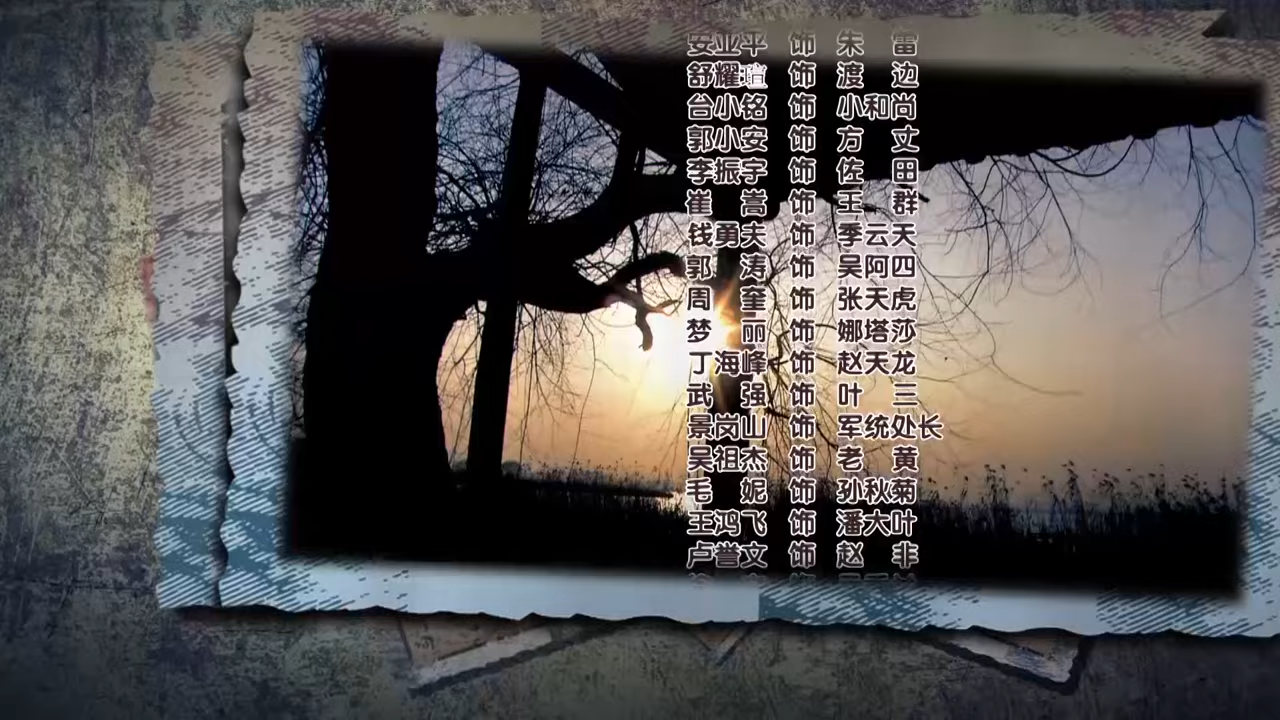 安亚平 饰 朱雷
舒耀瑄 饰 渡边
台小铭 饰 小和尚
郭小安 饰 方丈
李振宇 饰 佐田
崔嵩 饰 王群
钱勇夫 饰 季云天
郭涛 饰 吴阿四
周奎 饰 张天虎
梦丽 饰 娜塔莎
丁海峰 饰 赵天龙
武强 饰 叶三
景岗山 饰 军统处长
吴祖杰 饰 老黄
毛妮 饰 孙秋菊
王鸿飞 饰 潘大叶
卢誉文 饰 赵非